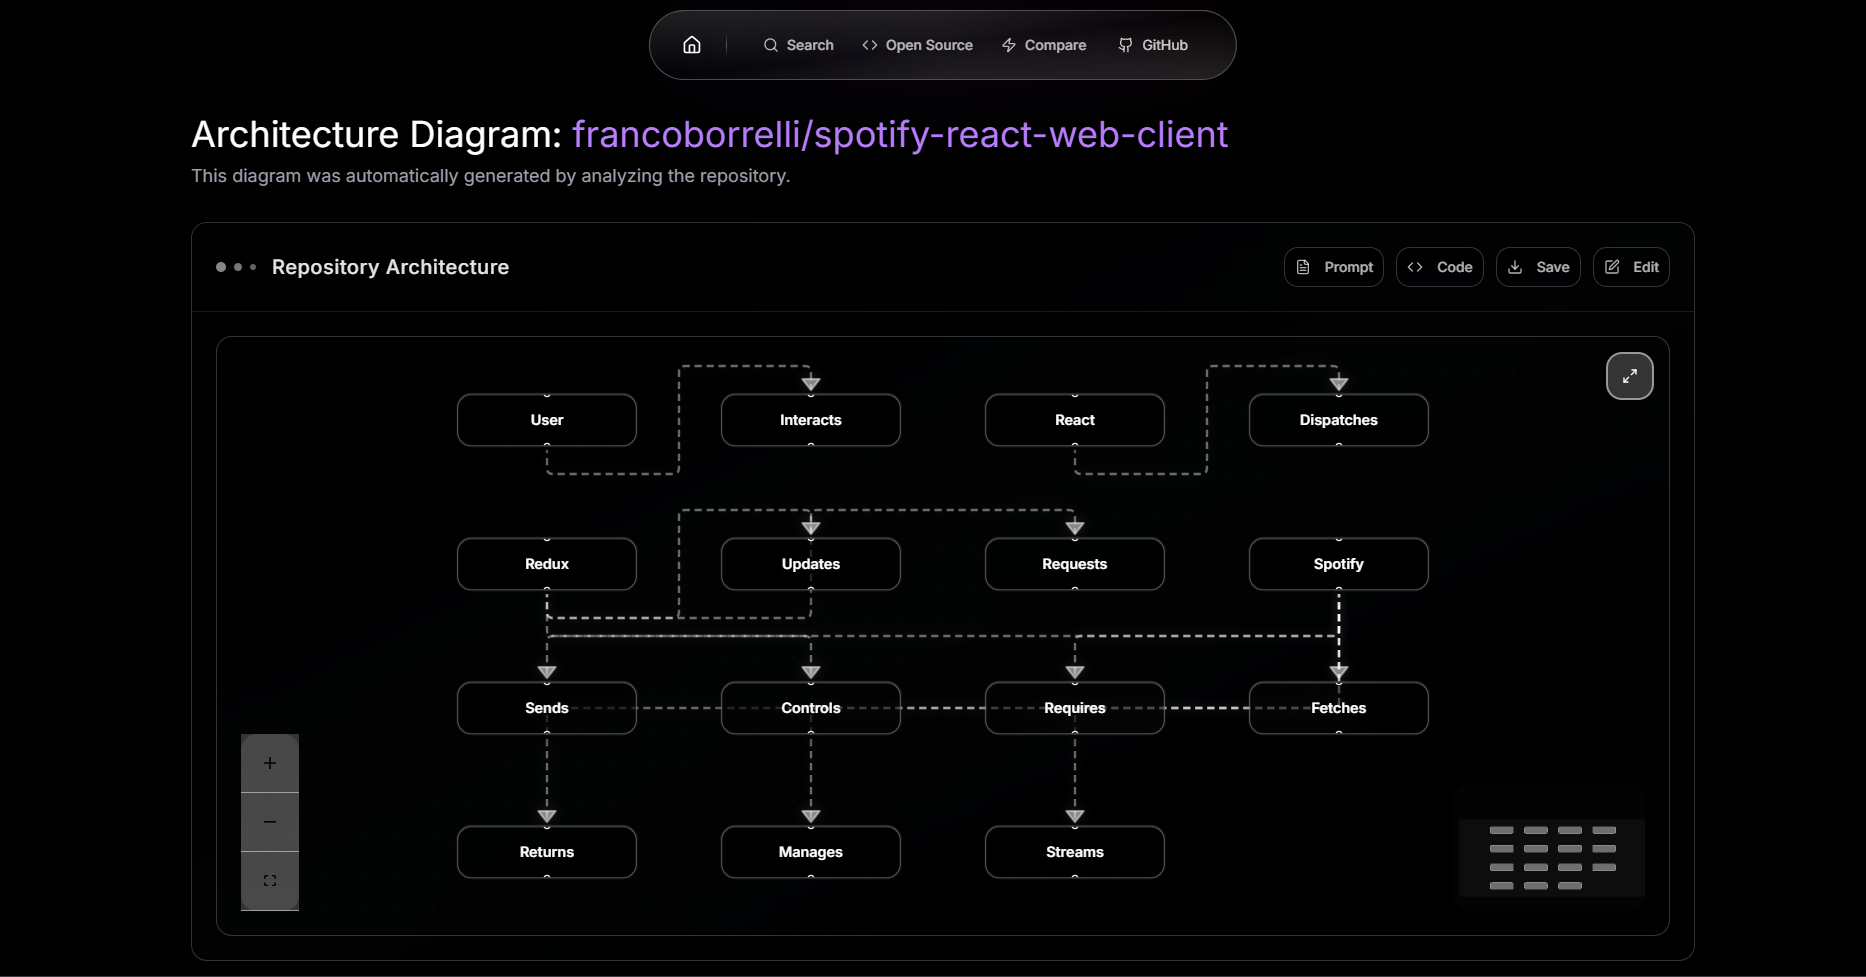 Search
Open Source
Compare
GitHub
Architecture Diagram: francoborrelli/spotify-react-web-client
This diagram was automatically generated by analyzing the repository.
Repository Architecture
Prompt
Code
Save
Edit
User
Interacts
React
Dispatches
Redux
Updates
Requests
Spotify
Sends
Controls
Requires
Fetches
Returns
Manages
Streams